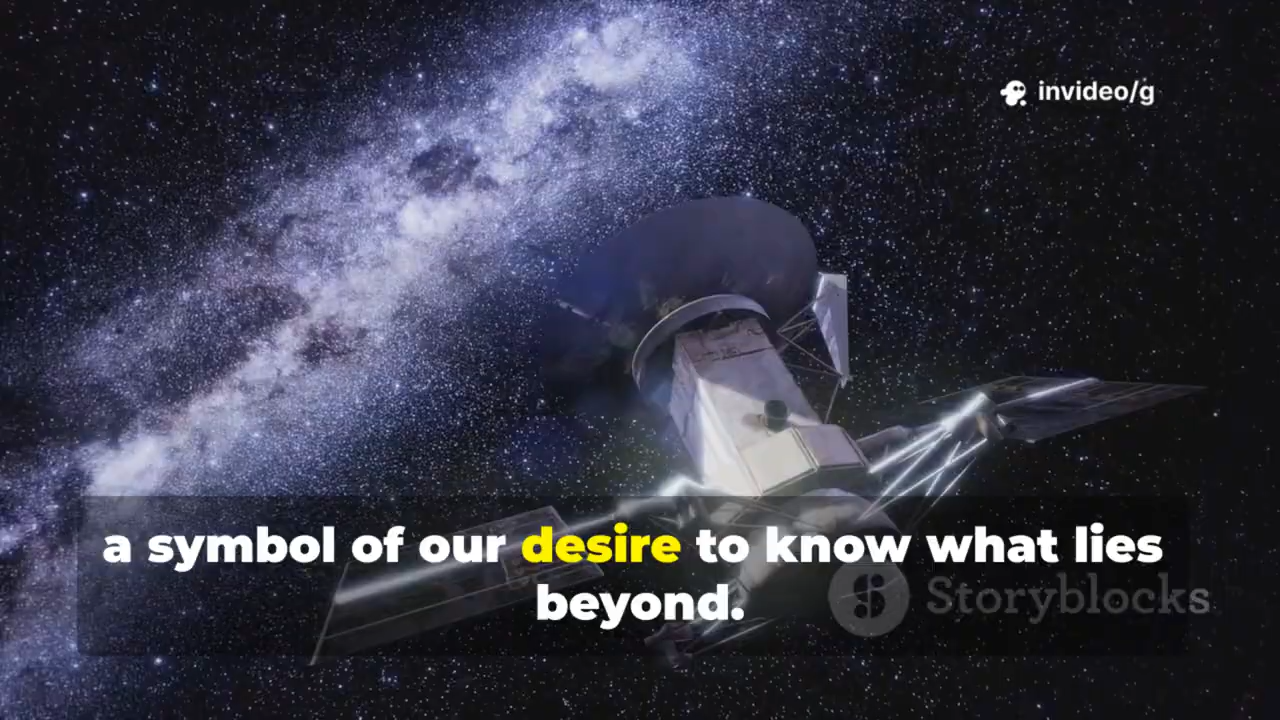 invideo/g
a symbol of our desire to know what lies
beyond.
Storyblocks